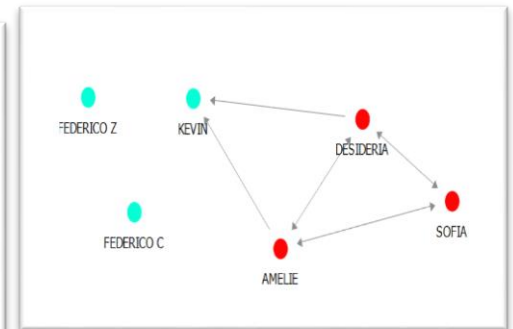 FEDERICO Z
KEVIN
DESIDERIA
SOFIA
FEDERICO C
AMELIE